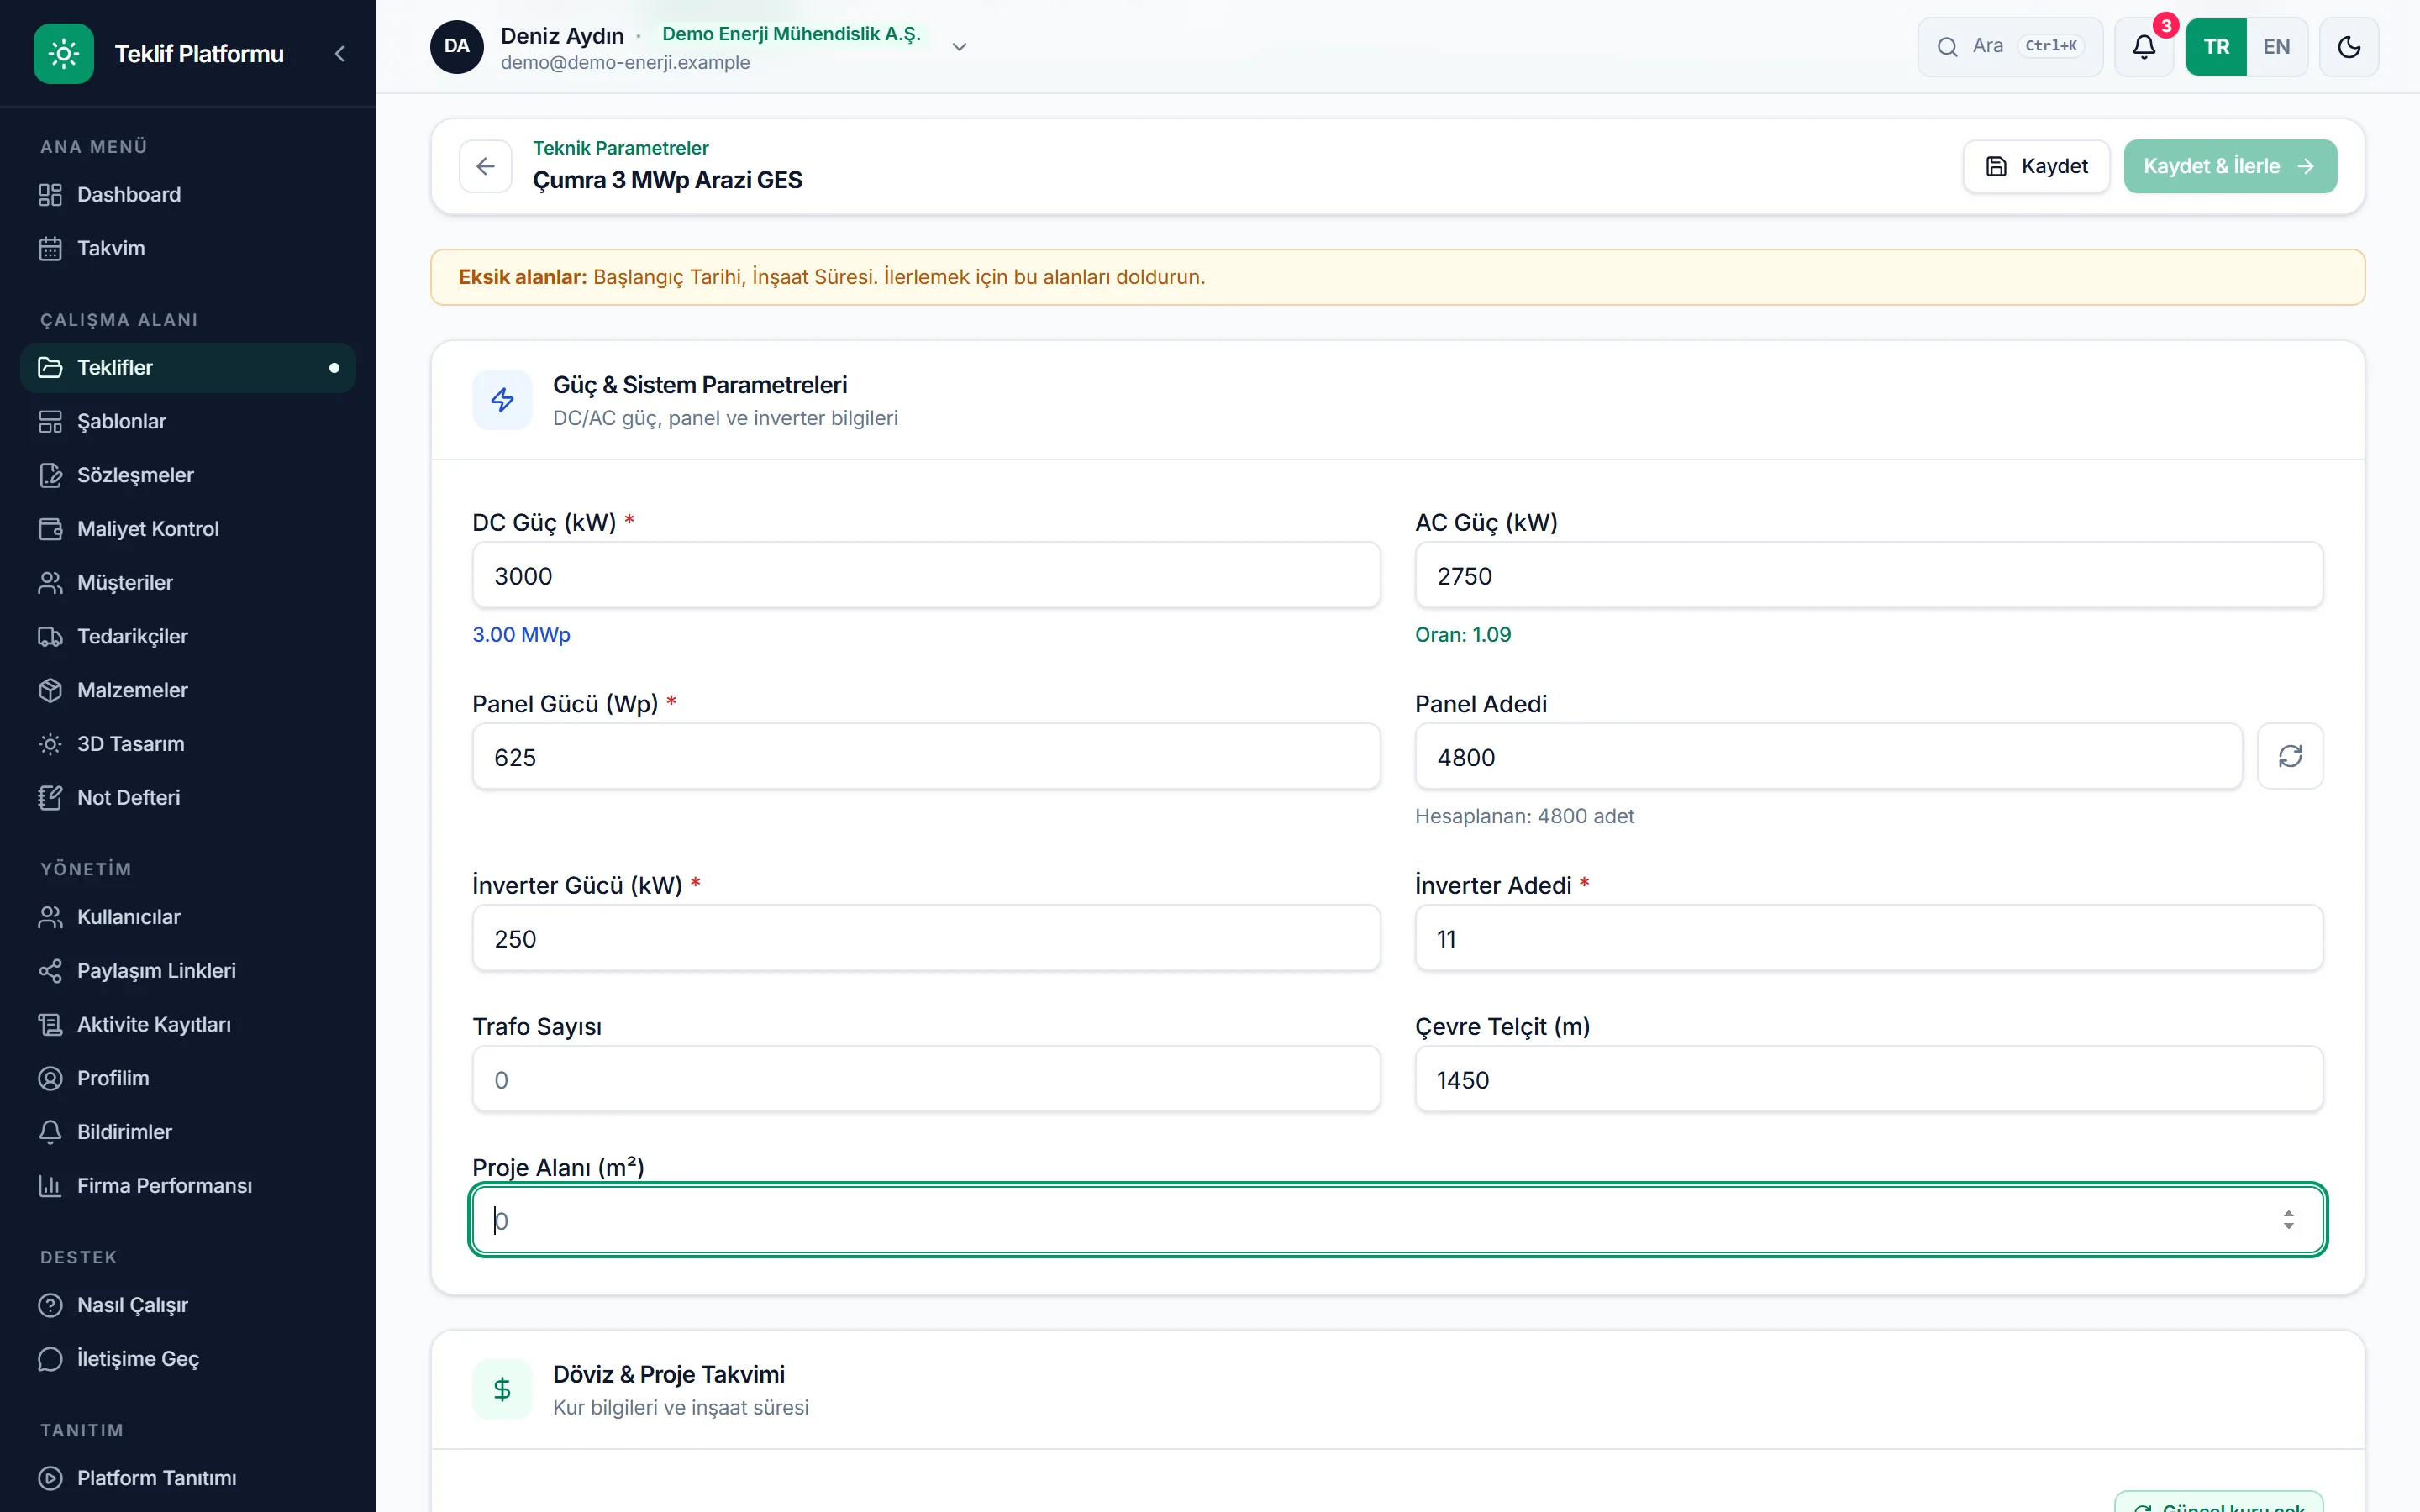 Teklif Platformu
ANA MENÜ
Dashboard
Takvim
ÇALIŞMA ALANI
Teklifler
Şablonlar
Sözleşmeler
Maliyet Kontrol
Müşteriler
Tedarikçiler
Malzemeler
3D Tasarım
Not Defteri
YÖNETİM
Kullanıcılar
Paylaşım Linkleri
Aktivite Kayıtları
Profilim
Bildirimler
Firma Performansı
DESTEK
Nasıl Çalışır
İletişime Geç
TANITIM
Platform Tanıtımı
DA
Deniz Aydın · Demo Enerji Mühendislik A.Ş.
demo@demo-enerji.example
Ara Ctrl+K
3
TR EN
Teknik Parametreler
Çumra 3 MWp Arazi GES
Kaydet
Kaydet & İlerle
Eksik alanlar: Başlangıç Tarihi, İnşaat Süresi. İlerlemek için bu alanları doldurun.
Güç & Sistem Parametreleri
DC/AC güç, panel ve inverter bilgileri
DC Güç (kW) *
3000
3.00 MWp
AC Güç (kW)
2750
Oran: 1.09
Panel Gücü (Wp) *
625
Panel Adedi
4800
Hesaplanan: 4800 adet
İnverter Gücü (kW) *
250
İnverter Adedi *
11
Trafo Sayısı
0
Çevre Telçit (m)
1450
Proje Alanı (m²)
0
Döviz & Proje Takvimi
Kur bilgileri ve inşaat süresi
Güncel kuru çek